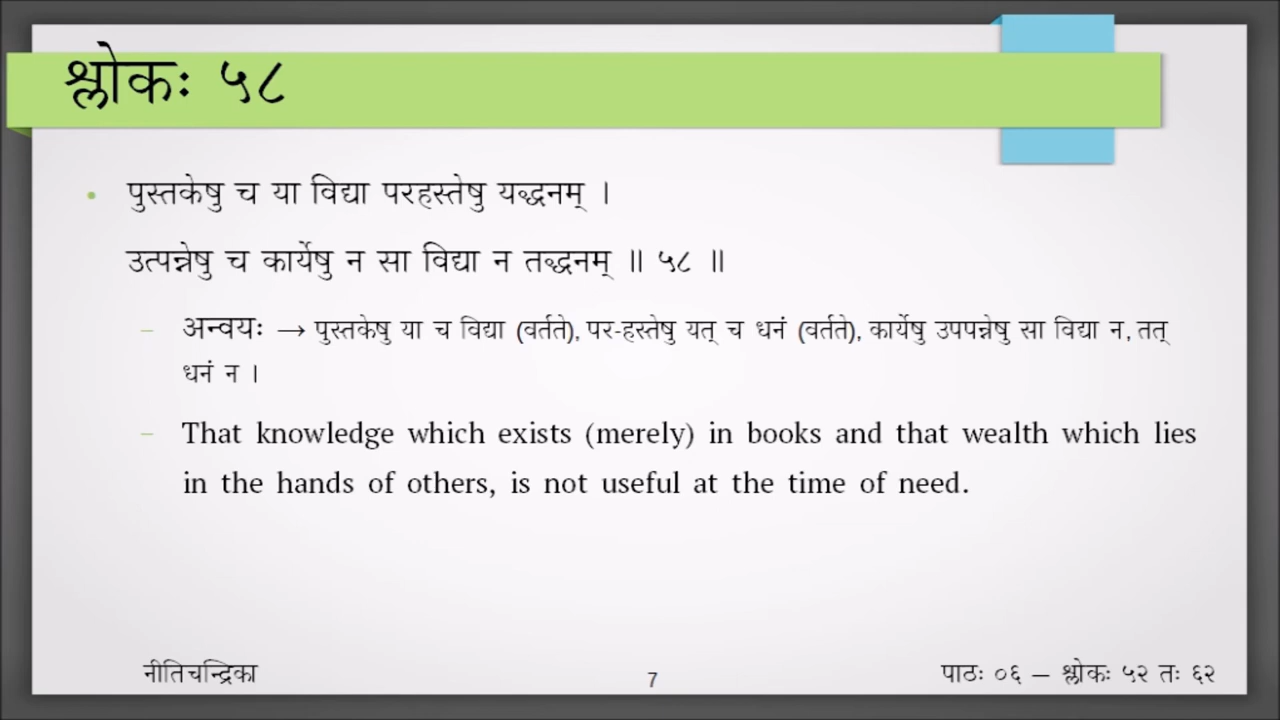 श्लोकः ५८
• पुस्तकेषु च या विद्या परहस्तेषु यद्धनम् ।
उत्पन्नेषु च कार्येषु न सा विद्या न तद्धनम् ॥ ५८ ॥
– अन्वयः → पुस्तकेषु या च विद्या (वर्तते), पर-हस्तेषु यत् च धनं (वर्तते), कार्येषु उपपन्नेषु सा विद्या न, तत्
धनं न ।
– That knowledge which exists (merely) in books and that wealth which lies
in the hands of others, is not useful at the time of need.
नीतिचन्द्रिका
7
पाठः ०६ – श्लोकः ५२ तः ६२